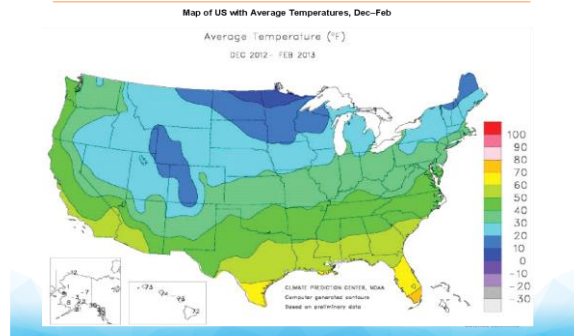 Map of US with Average Temperatures, Dec–Feb
Average Temperature (°F)
DEC 2012– FEB 2013
100
90
80
70
60
50
40
30
20
10
0
−10
−20
−30
CLIMATE PREDICTION CENTER, NOAA
Computer generated contours
Based on preliminary data